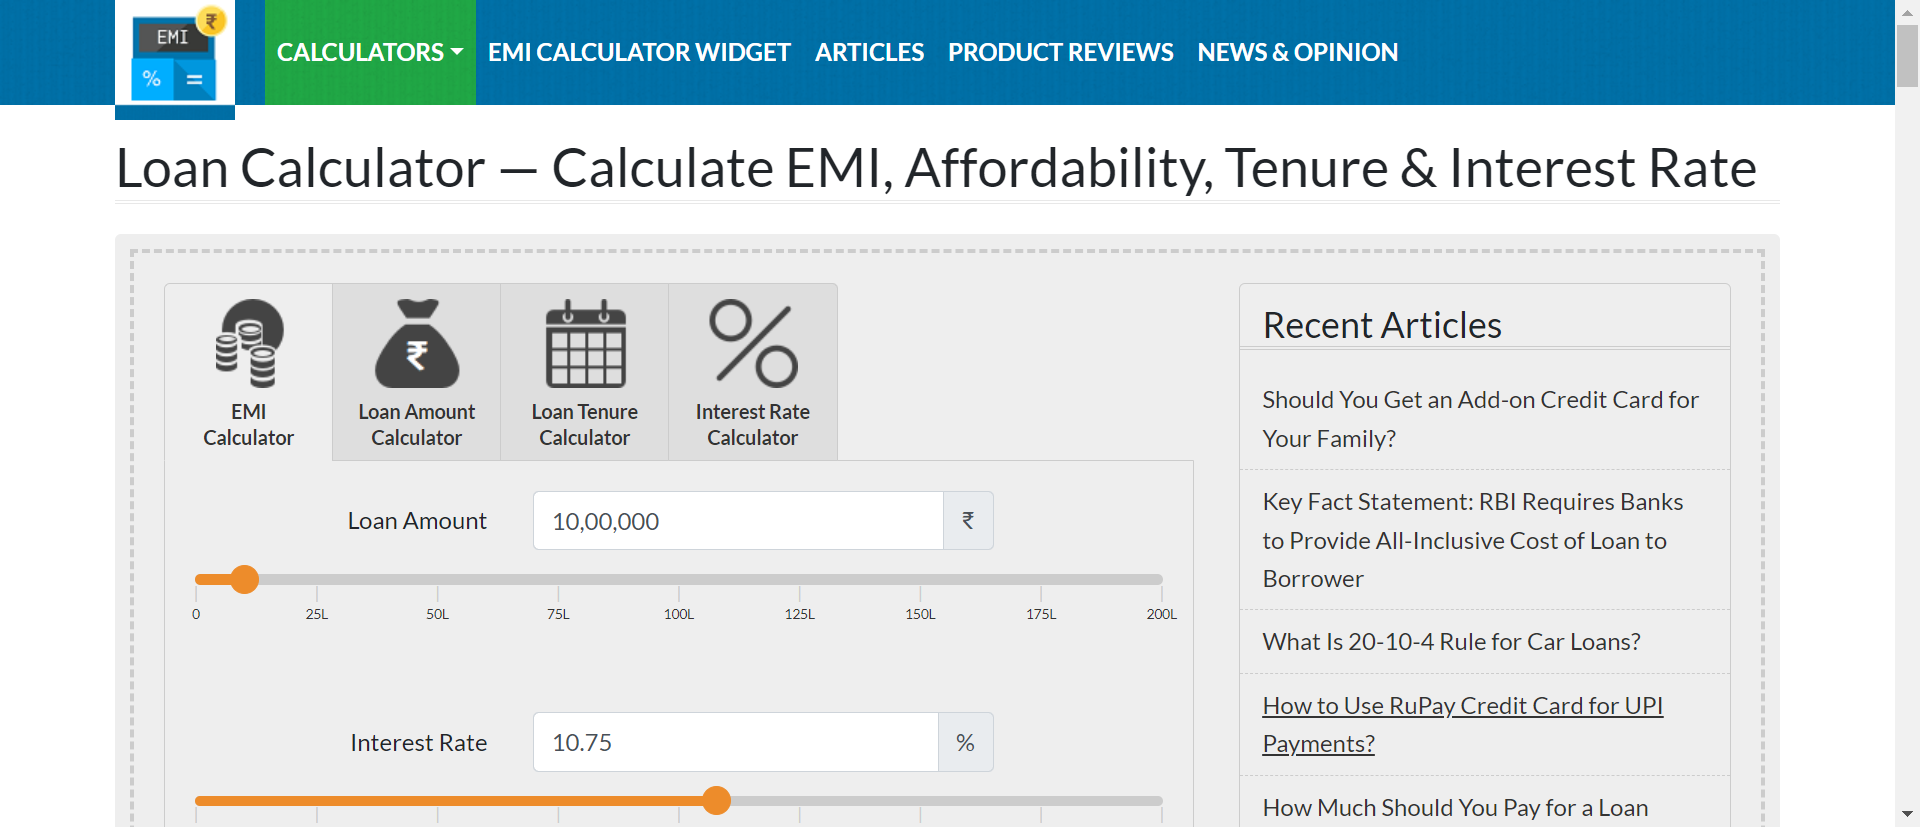 EMI
₹
% =
CALCULATORS EMI CALCULATOR WIDGET ARTICLES PRODUCT REVIEWS NEWS & OPINION
Loan Calculator — Calculate EMI, Affordability, Tenure & Interest Rate
EMI
Calculator
₹
Loan Amount
Calculator
Loan Tenure
Calculator
Interest Rate
Calculator
Loan Amount 10,00,000 ₹
0 25L 50L 75L 100L 125L 150L 175L 200L
Interest Rate 10.75 %
Recent Articles
Should You Get an Add-on Credit Card for
Your Family?
Key Fact Statement: RBI Requires Banks
to Provide All-Inclusive Cost of Loan to
Borrower
What Is 20-10-4 Rule for Car Loans?
How to Use RuPay Credit Card for UPI
Payments?
How Much Should You Pay for a Loan